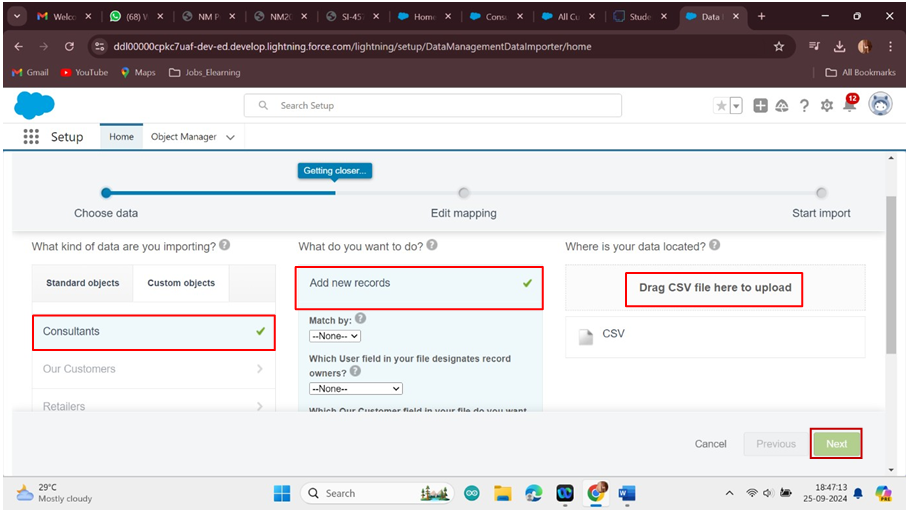 Welco
(68) W
NM P
NM20
SI-45
Home
Consu
All Cu
Stude
Data
ddl00000cpkc7uaf-dev-ed.develop.lightning.force.com/lightning/setup/DataManagementDataImporter/home
Gmail YouTube Maps Jobs_Elearning All Bookmarks
Search Setup
12
Setup Home Object Manager
Getting closer...
Choose data Edit mapping Start import
What kind of data are you importing? ?
Standard objects Custom objects
Consultants
Our Customers
Retailers
What do you want to do? ?
Add new records
Match by: ?
--None--
Which User field in your file designates record
owners? ?
--None--
Which Our Customer field in your file do you want
Where is your data located? ?
Drag CSV file here to upload
CSV
Cancel Previous Next
29°C
Mostly cloudy
Search
18:47:13
25-09-2024
PRE